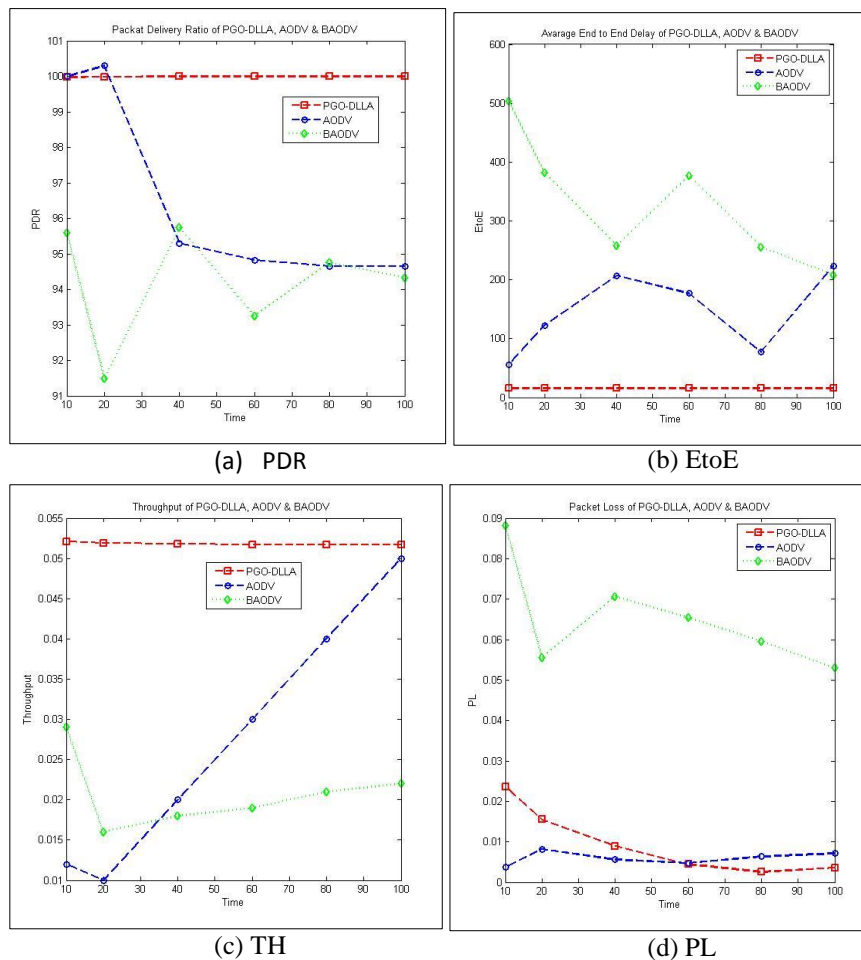 Packat Delivery Ratio of PGO-DLLA, AODV & BAODV
101
100
99
98
97
96
95
94
93
92
91
PDR
10 20 30 40 50 60 70 80 90 100
Time
PGO-DLLA
AODV
BAODV
(a) PDR
Avarage End to End Delay of PGO-DLLA, AODV & BAODV
600
500
400
300
200
100
0
EtoE
10 20 30 40 50 60 70 80 90 100
Time
PGO-DLLA
AODV
BAODV
(b) EtoE
Throughput of PGO-DLLA, AODV & BAODV
0.055
0.05
0.045
0.04
0.035
0.03
0.025
0.02
0.015
0.01
Throughput
10 20 30 40 50 60 70 80 90 100
Time
PGO-DLLA
AODV
BAODV
(c) TH
Packet Loss of PGO-DLLA, AODV & BAODV
0.09
0.08
0.07
0.06
0.05
0.04
0.03
0.02
0.01
0
PL
10 20 30 40 50 60 70 80 90 100
Time
PGO-DLLA
AODV
BAODV
(d) PL